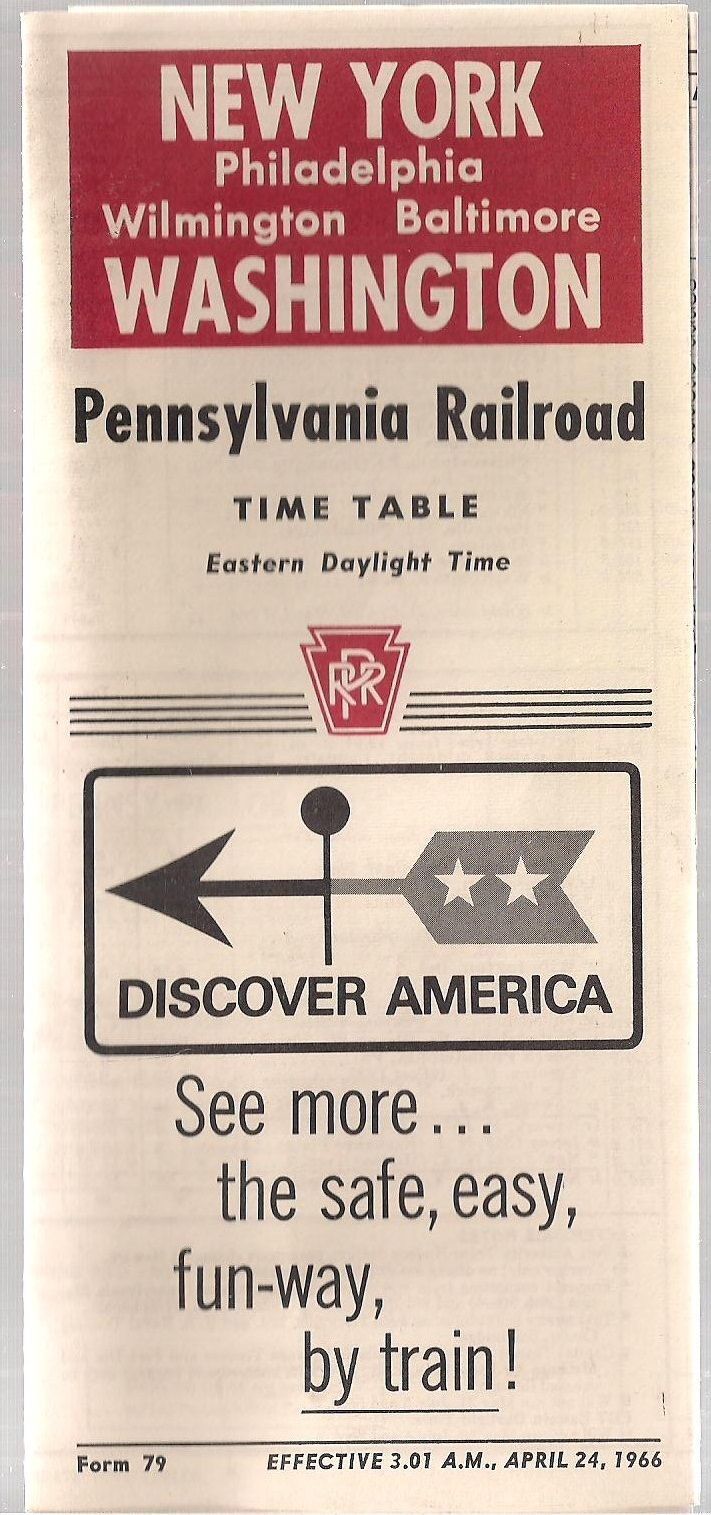 NEW YORK
Philadelphia
Wilmington Baltimore
WASHINGTON
Pennsylvania Railroad
TIME TABLE
Eastern Daylight Time
PRR
DISCOVER AMERICA
See more...
the safe, easy,
fun-way,
by train!
Form 79 EFFECTIVE 3.01 A.M., APRIL 24, 1966